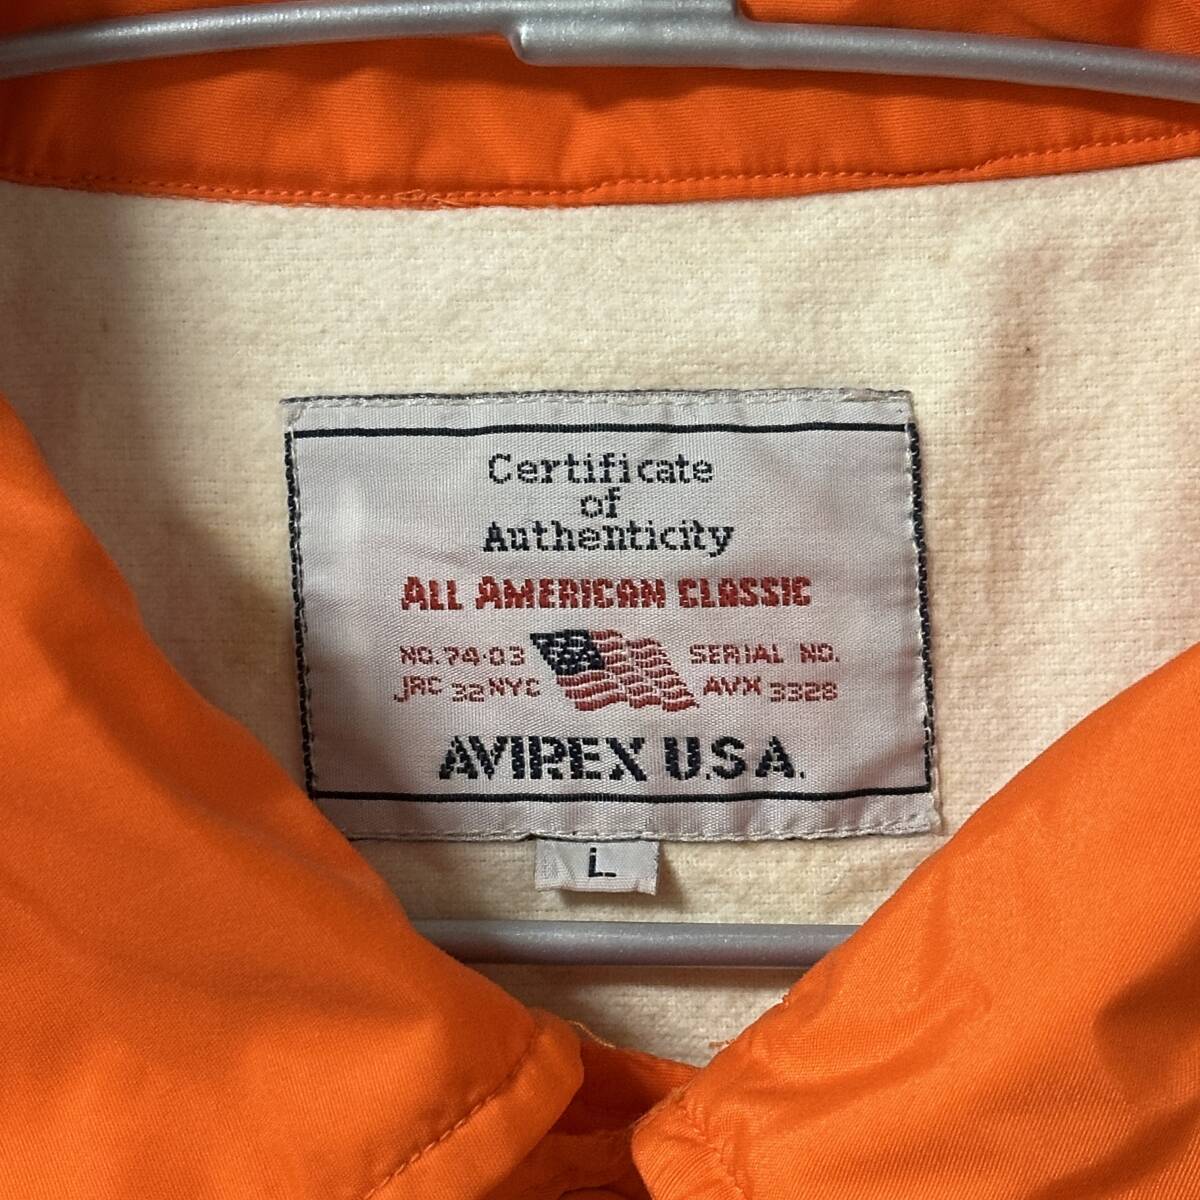 Certificate
of
Authenticity
ALL AMERICAN CLASSIC
NO.74-03 SERIAL NO.
JRC 32 NYC AVX 3328
AVIREX U.S.A.
L